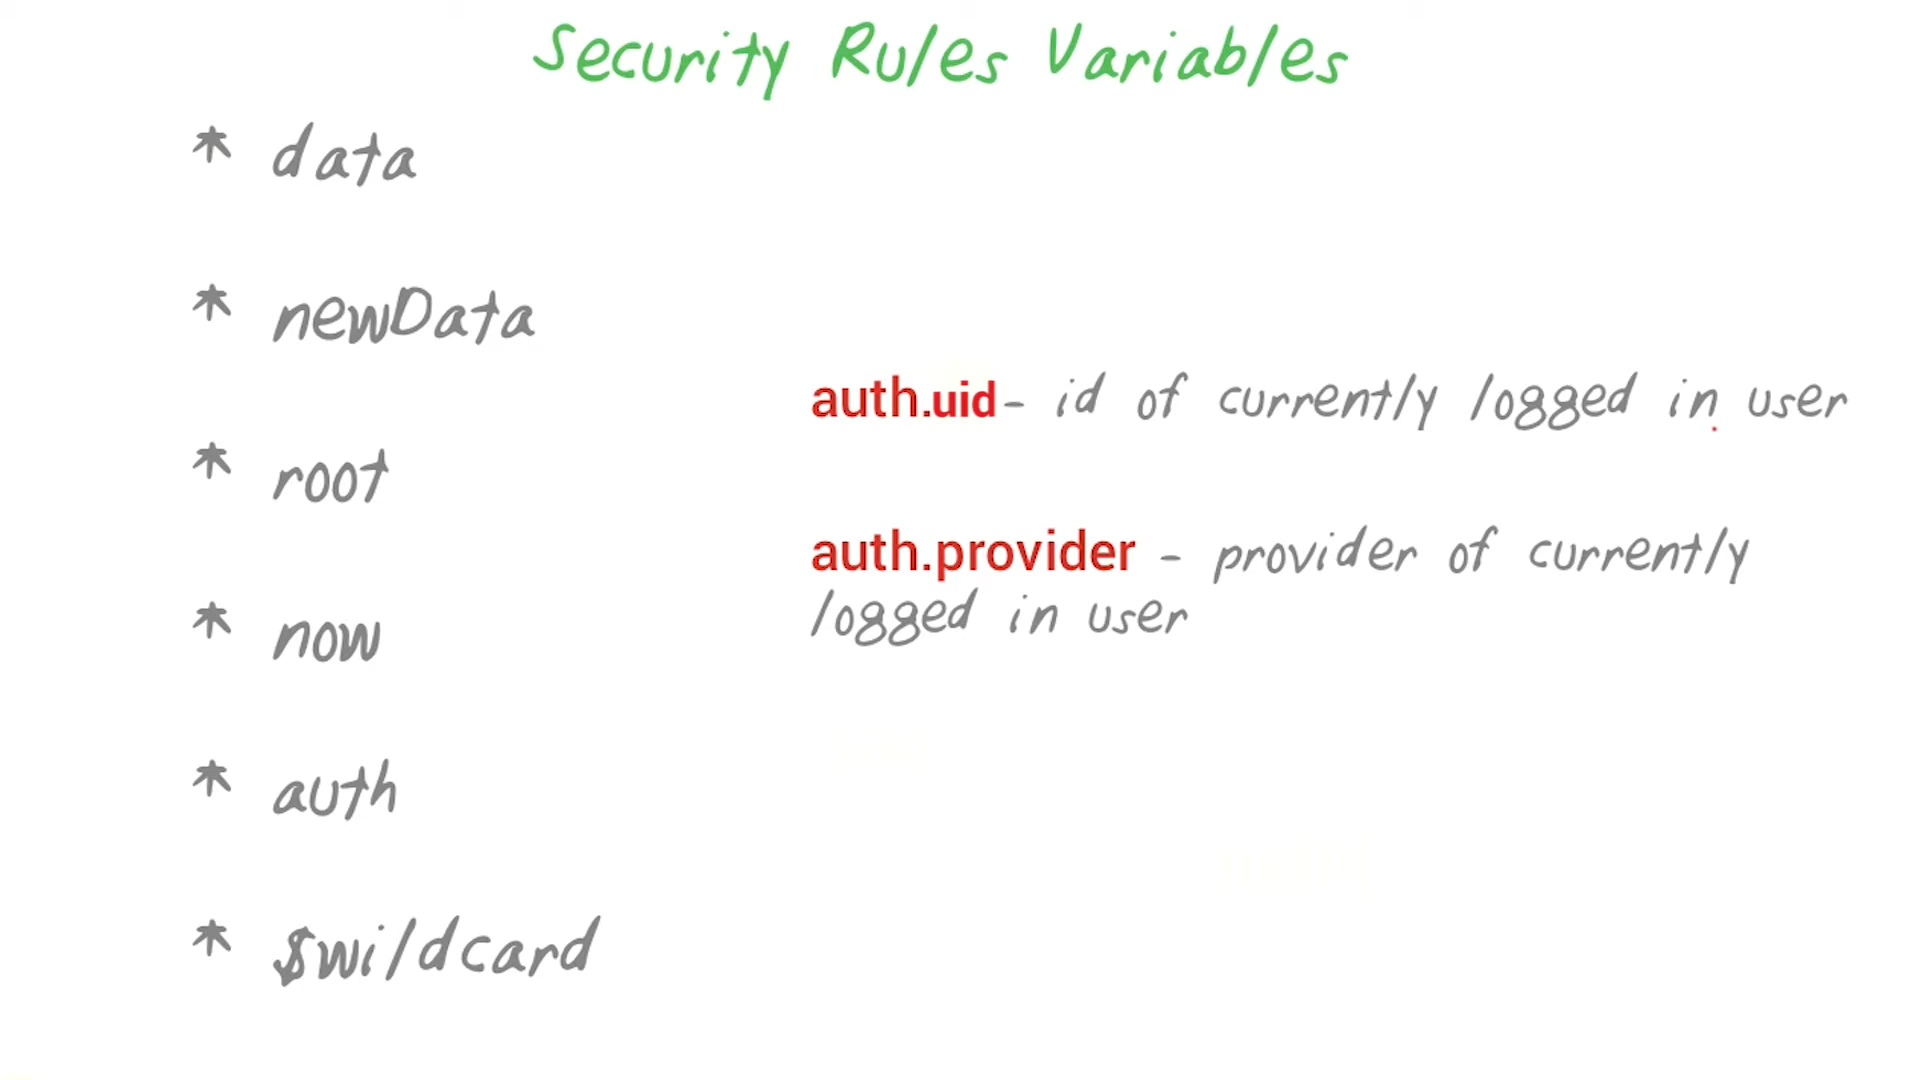 Security Rules Variables
* data
* newData
* root
* now
* auth
* $wildcard
auth.uid- id of currently logged in user
auth.provider - provider of currently
logged in user